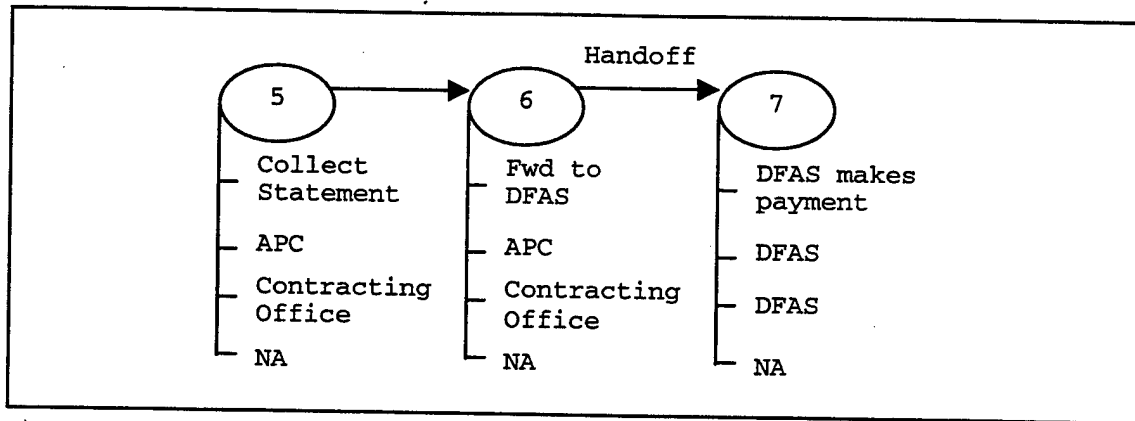 Handoff
5
6
7
Collect
Statement
APC
Contracting
Office
NA
Fwd to
DFAS
APC
Contracting
Office
NA
DFAS makes
payment
DFAS
DFAS
NA